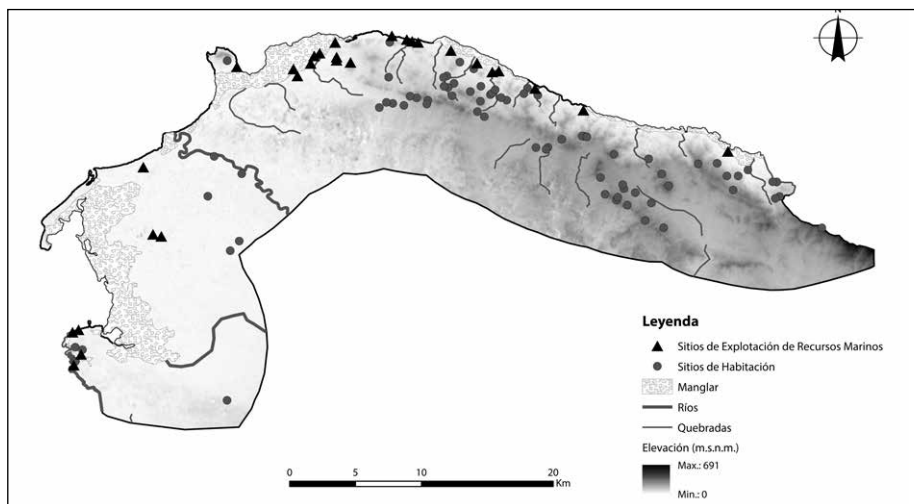 N
Leyenda
Sitios de Explotación de Recursos Marinos
Sitios de Habitación
Manglar
Ríos
Quebradas
Elevación (m.s.n.m.)
Max.: 691
Min.: 0
0 5 10 20
Km